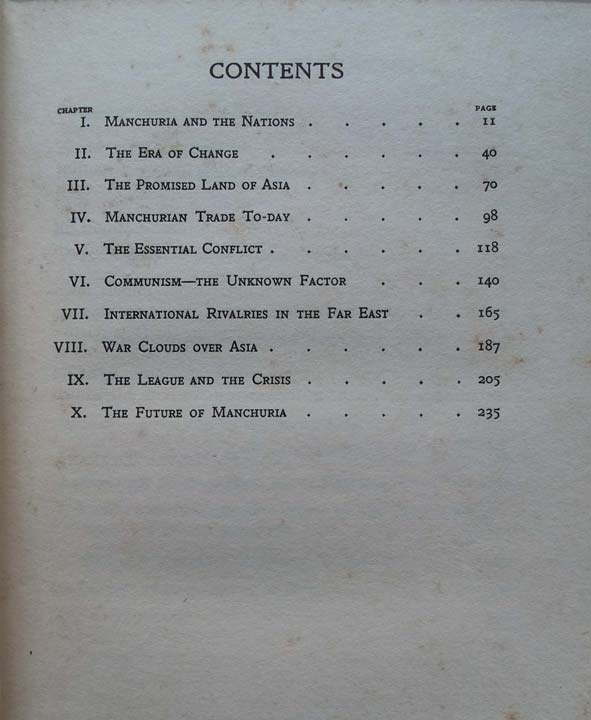 CONTENTS
CHAPTER PAGE
I. MANCHURIA AND THE NATIONS . . . . . 11
II. THE ERA OF CHANGE . . . . . . 40
III. THE PROMISED LAND OF ASIA . . . . . 70
IV. MANCHURIAN TRADE TO-DAY . . . . . 98
V. THE ESSENTIAL CONFLICT . . . . . . 118
VI. COMMUNISM—THE UNKNOWN FACTOR . . . 140
VII. INTERNATIONAL RIVALRIES IN THE FAR EAST . . 165
VIII. WAR CLOUDS OVER ASIA . . . . . . 187
IX. THE LEAGUE AND THE CRISIS . . . . . 205
X. THE FUTURE OF MANCHURIA . . . . . 235